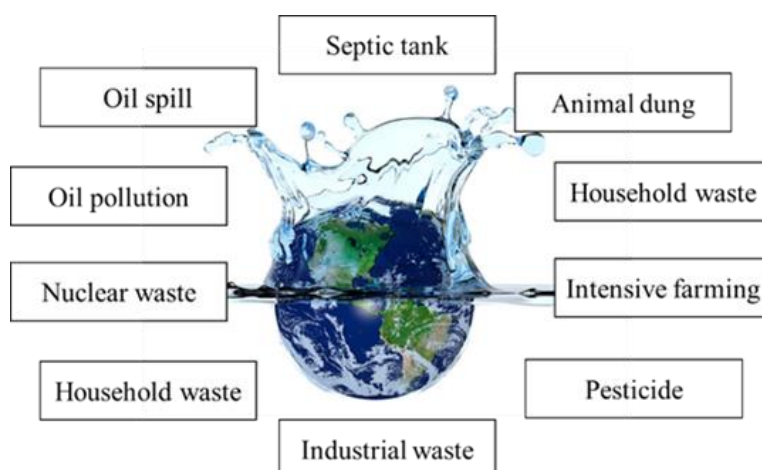 Septic tank
Oil spill
Animal dung
Oil pollution
Household waste
Nuclear waste
Intensive farming
Household waste
Pesticide
Industrial waste